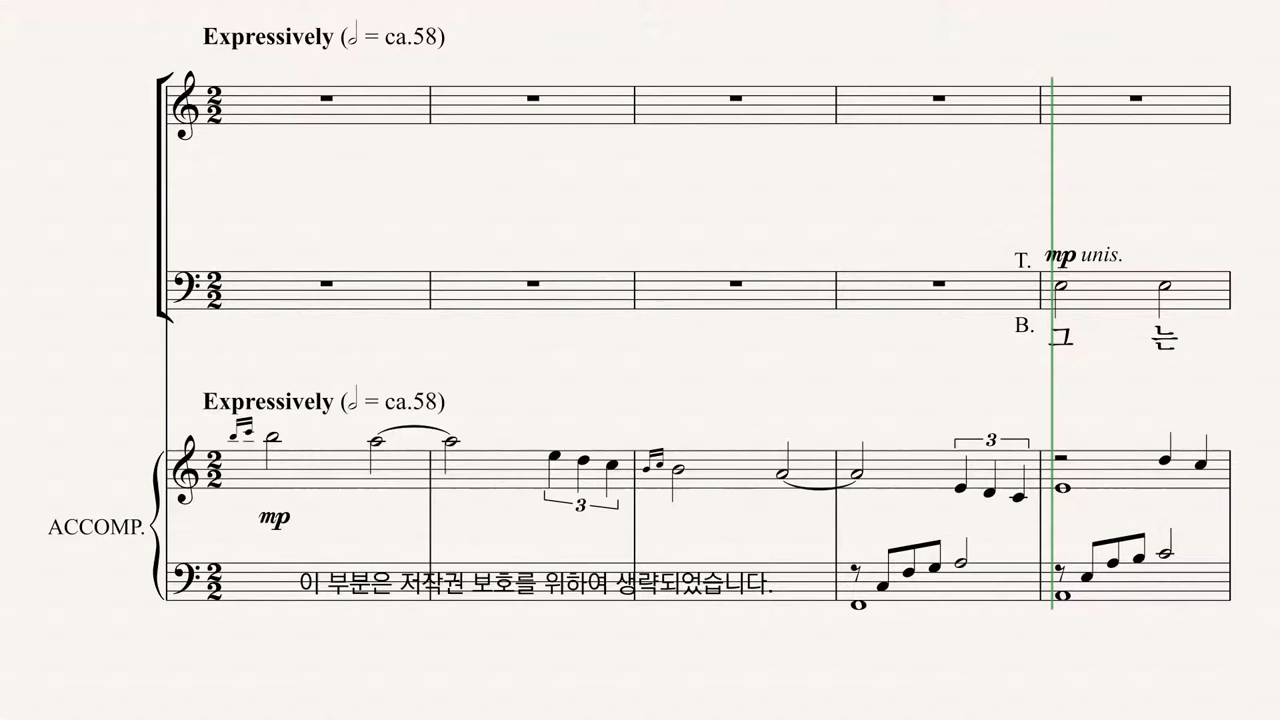 Expressively (𝅗𝅥 = ca.58)
T. mp unis.
B. 그 는
Expressively (𝅗𝅥 = ca.58)
3
3
mp
ACCOMP.
이 부분은 저작권 보호를 위하여 생략되었습니다.